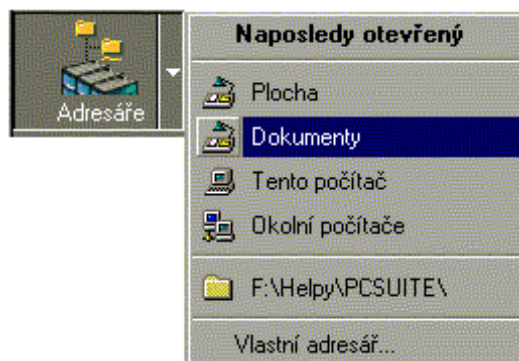 Adresáře
Naposledy otevřený
Plocha
Dokumenty
Tento počítač
Okolní počítače
F:\Helpy\PCSUITE\
Vlastní adresář...